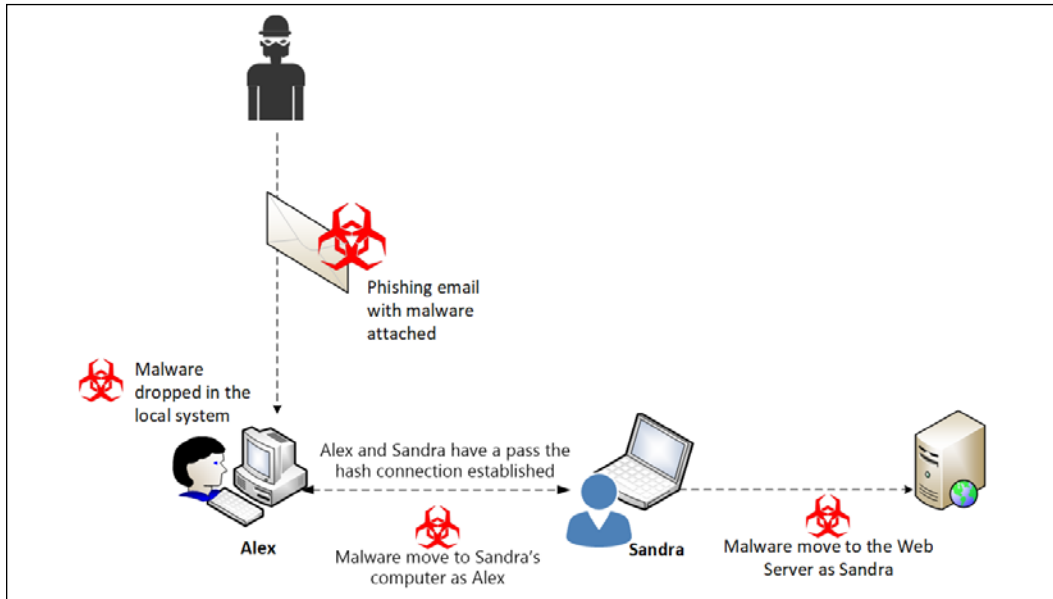 Phishing email
with malware
attached
Malware
dropped in the
local system
Alex and Sandra have a pass the
hash connection established
Alex
Malware move to Sandra's
computer as Alex
Sandra
Malware move to the Web
Server as Sandra